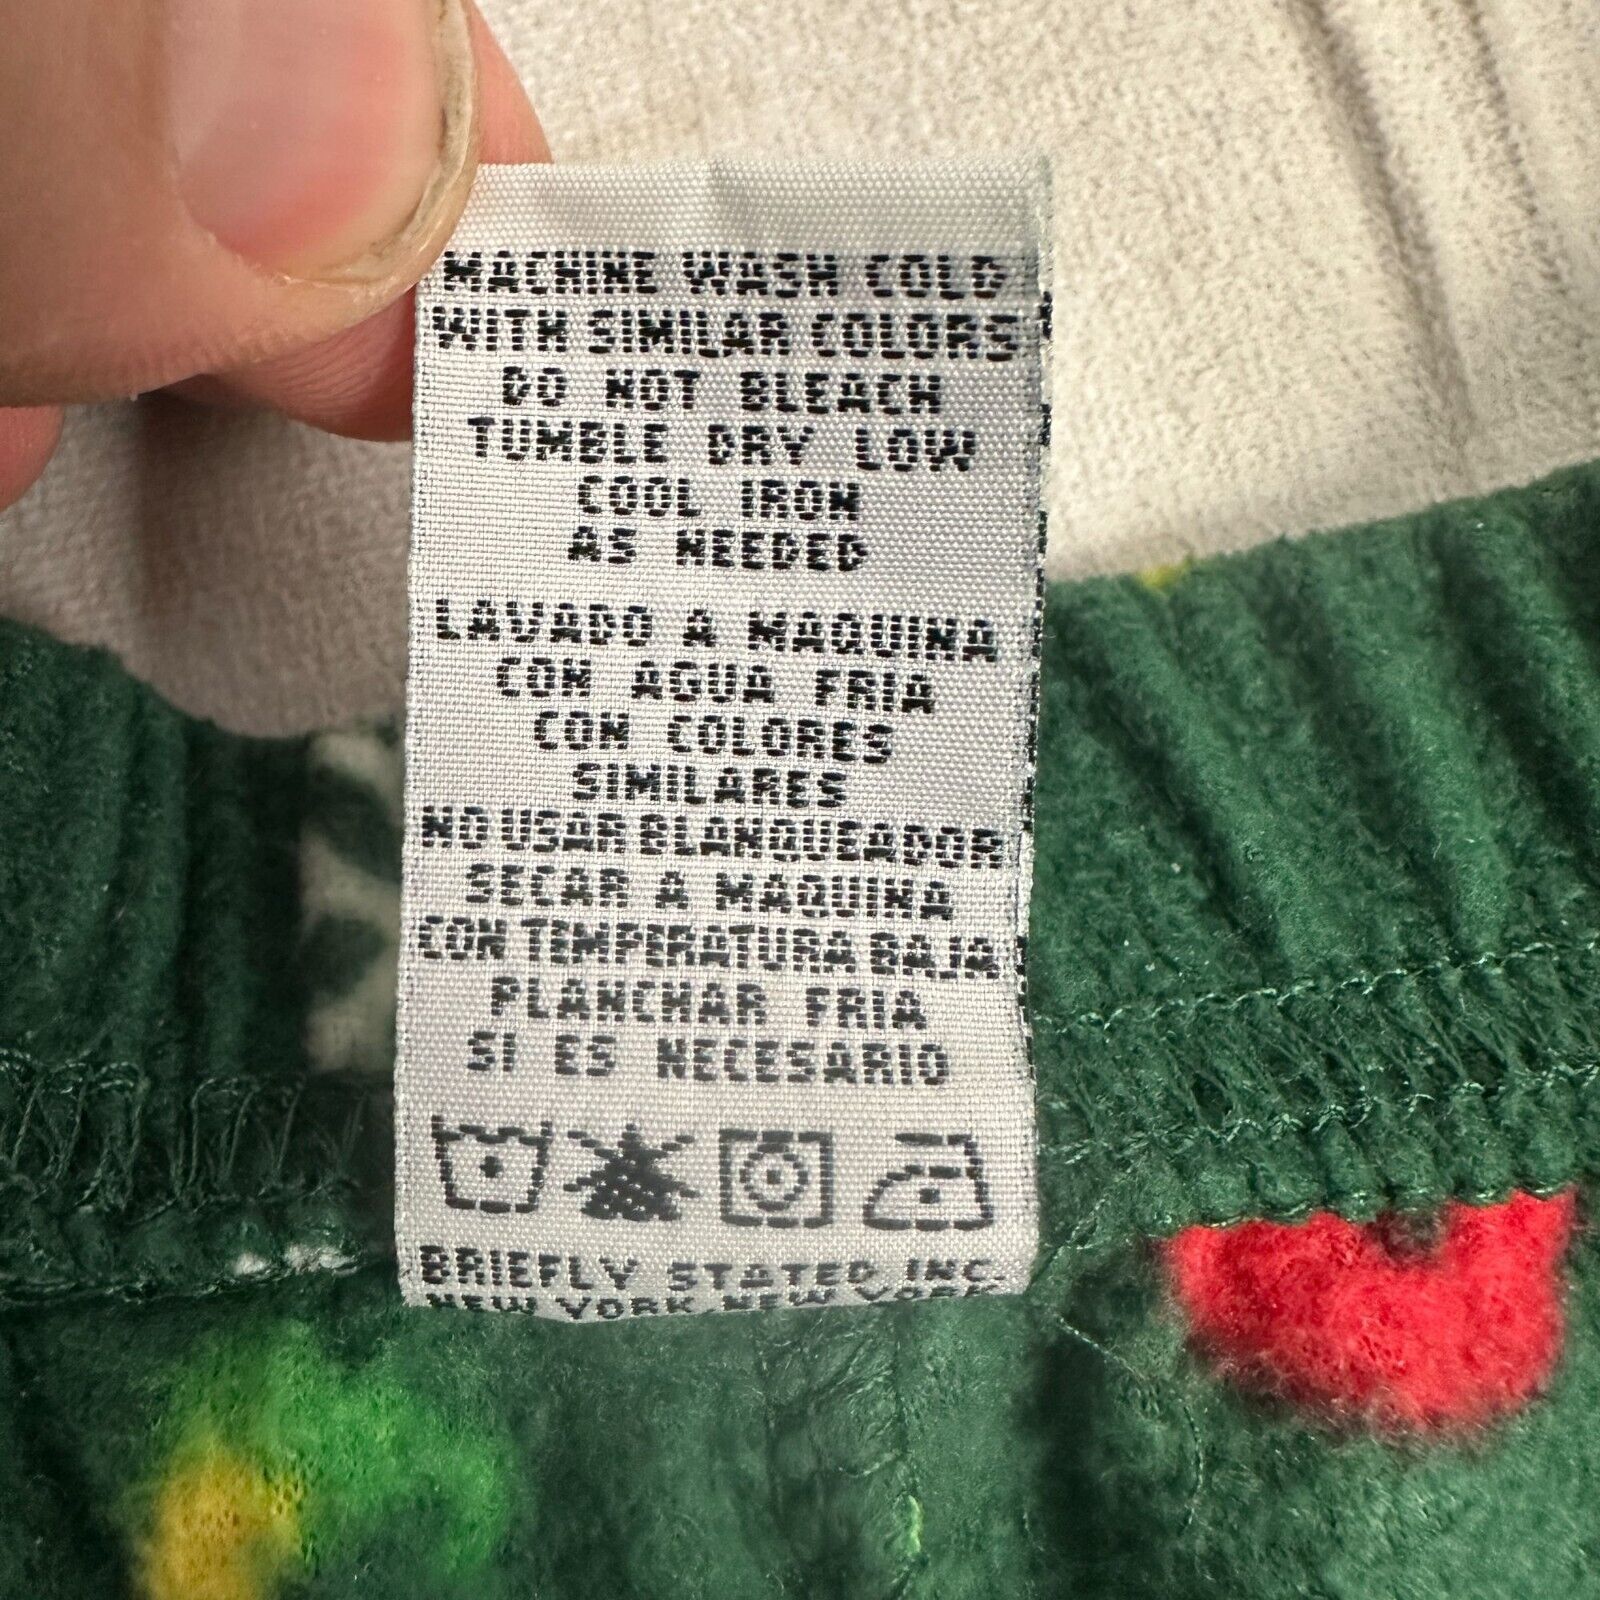 MACHINE WASH COLD
WITH SIMILAR COLORS
DO NOT BLEACH
TUMBLE DRY LOW
COOL IRON
AS NEEDED
LAVADO A MAQUINA
CON AGUA FRIA
CON COLORES
SIMILARES
NO USAR BLANQUEADOR
SECAR A MAQUINA
CON TEMPERATURA BAJA
PLANCHAR FRIA
SI ES NECESARIO
BRIEFLY STATED INC.
NEW YORK NEW YORK